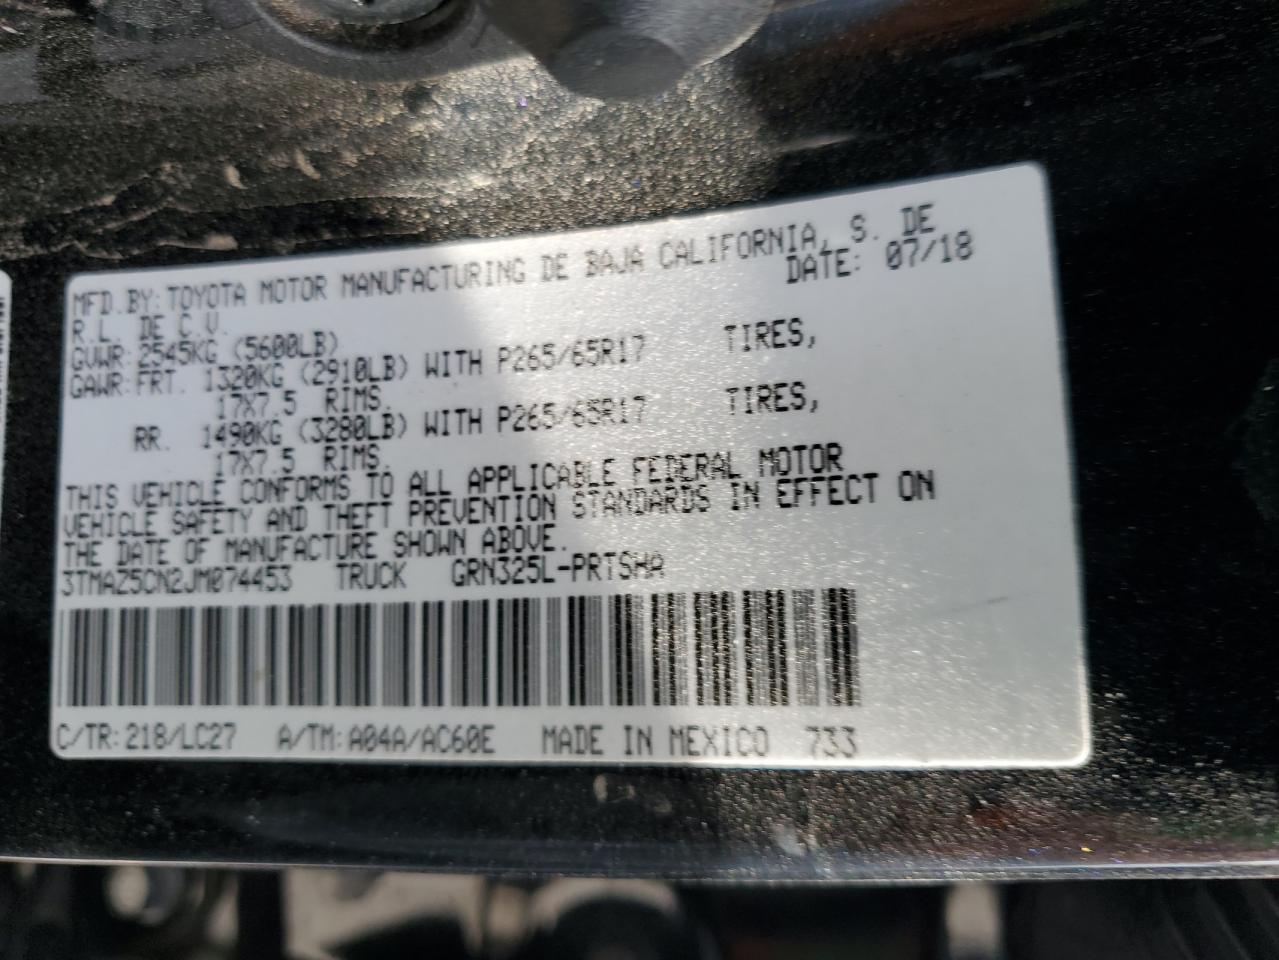 MFD.BY: TOYOTA MOTOR MANUFACTURING DE BAJA CALIFORNIA, S. DE
R.L. DE C.V. DATE: 07/18
GVWR: 2545KG (5600LB)
GAWR: FRT. 1320KG (2910LB) WITH P265/65R17 TIRES,
17X7.5 RIMS.
RR. 1490KG (3280LB) WITH P265/65R17 TIRES,
17X7.5 RIMS.
THIS VEHICLE CONFORMS TO ALL APPLICABLE FEDERAL MOTOR
VEHICLE SAFETY AND THEFT PREVENTION STANDARDS IN EFFECT ON
THE DATE OF MANUFACTURE SHOWN ABOVE.
3TMAZ5CN2JM074453 TRUCK GRN325L-PRTSHA
C/TR: 218/LC27 A/TM: A04A/AC60E MADE IN MEXICO 733